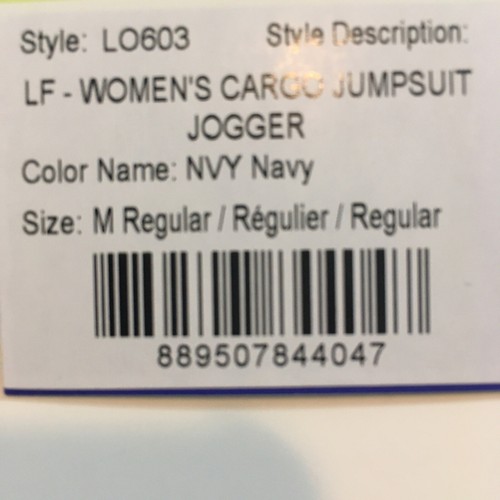 Style: LO603 Style Description:
LF - WOMEN'S CARGO JUMPSUIT
JOGGER
Color Name: NVY Navy
Size: M Regular / Régulier / Regular
889507844047